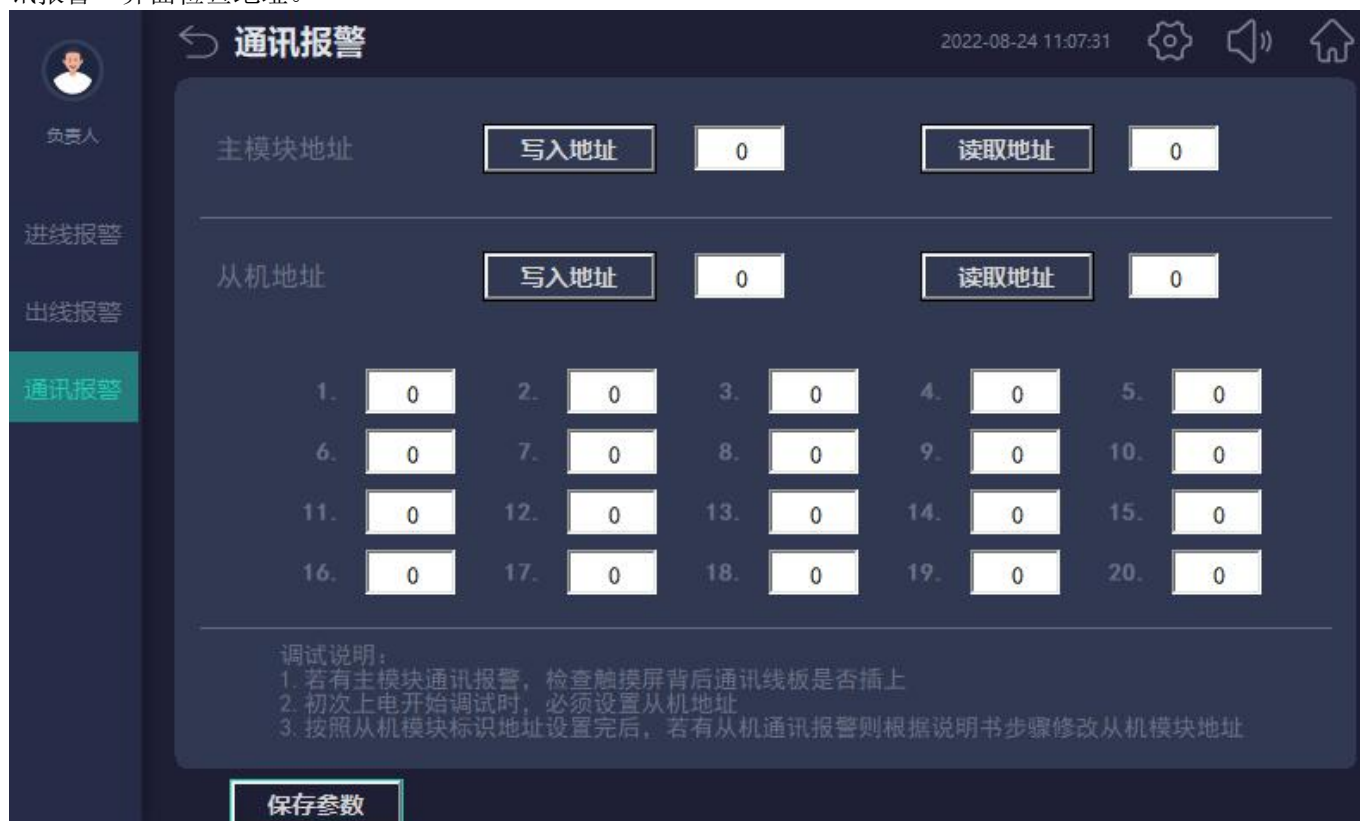 通讯报警
2022-08-24 11:07:31
负责人
主模块地址 写入地址 0 读取地址 0
进线报警
从机地址 写入地址 0 读取地址 0
出线报警
通讯报警
1. 0 2. 0 3. 0 4. 0 5. 0
6. 0 7. 0 8. 0 9. 0 10. 0
11. 0 12. 0 13. 0 14. 0 15. 0
16. 0 17. 0 18. 0 19. 0 20. 0
调试说明：
1. 若有主模块通讯报警，检查触摸屏背后通讯线板是否插上
2. 初次上电开始调试时，必须设置从机地址
3. 按照从机模块标识地址设置完后，若有从机通讯报警则根据说明书步骤修改从机模块地址
保存参数